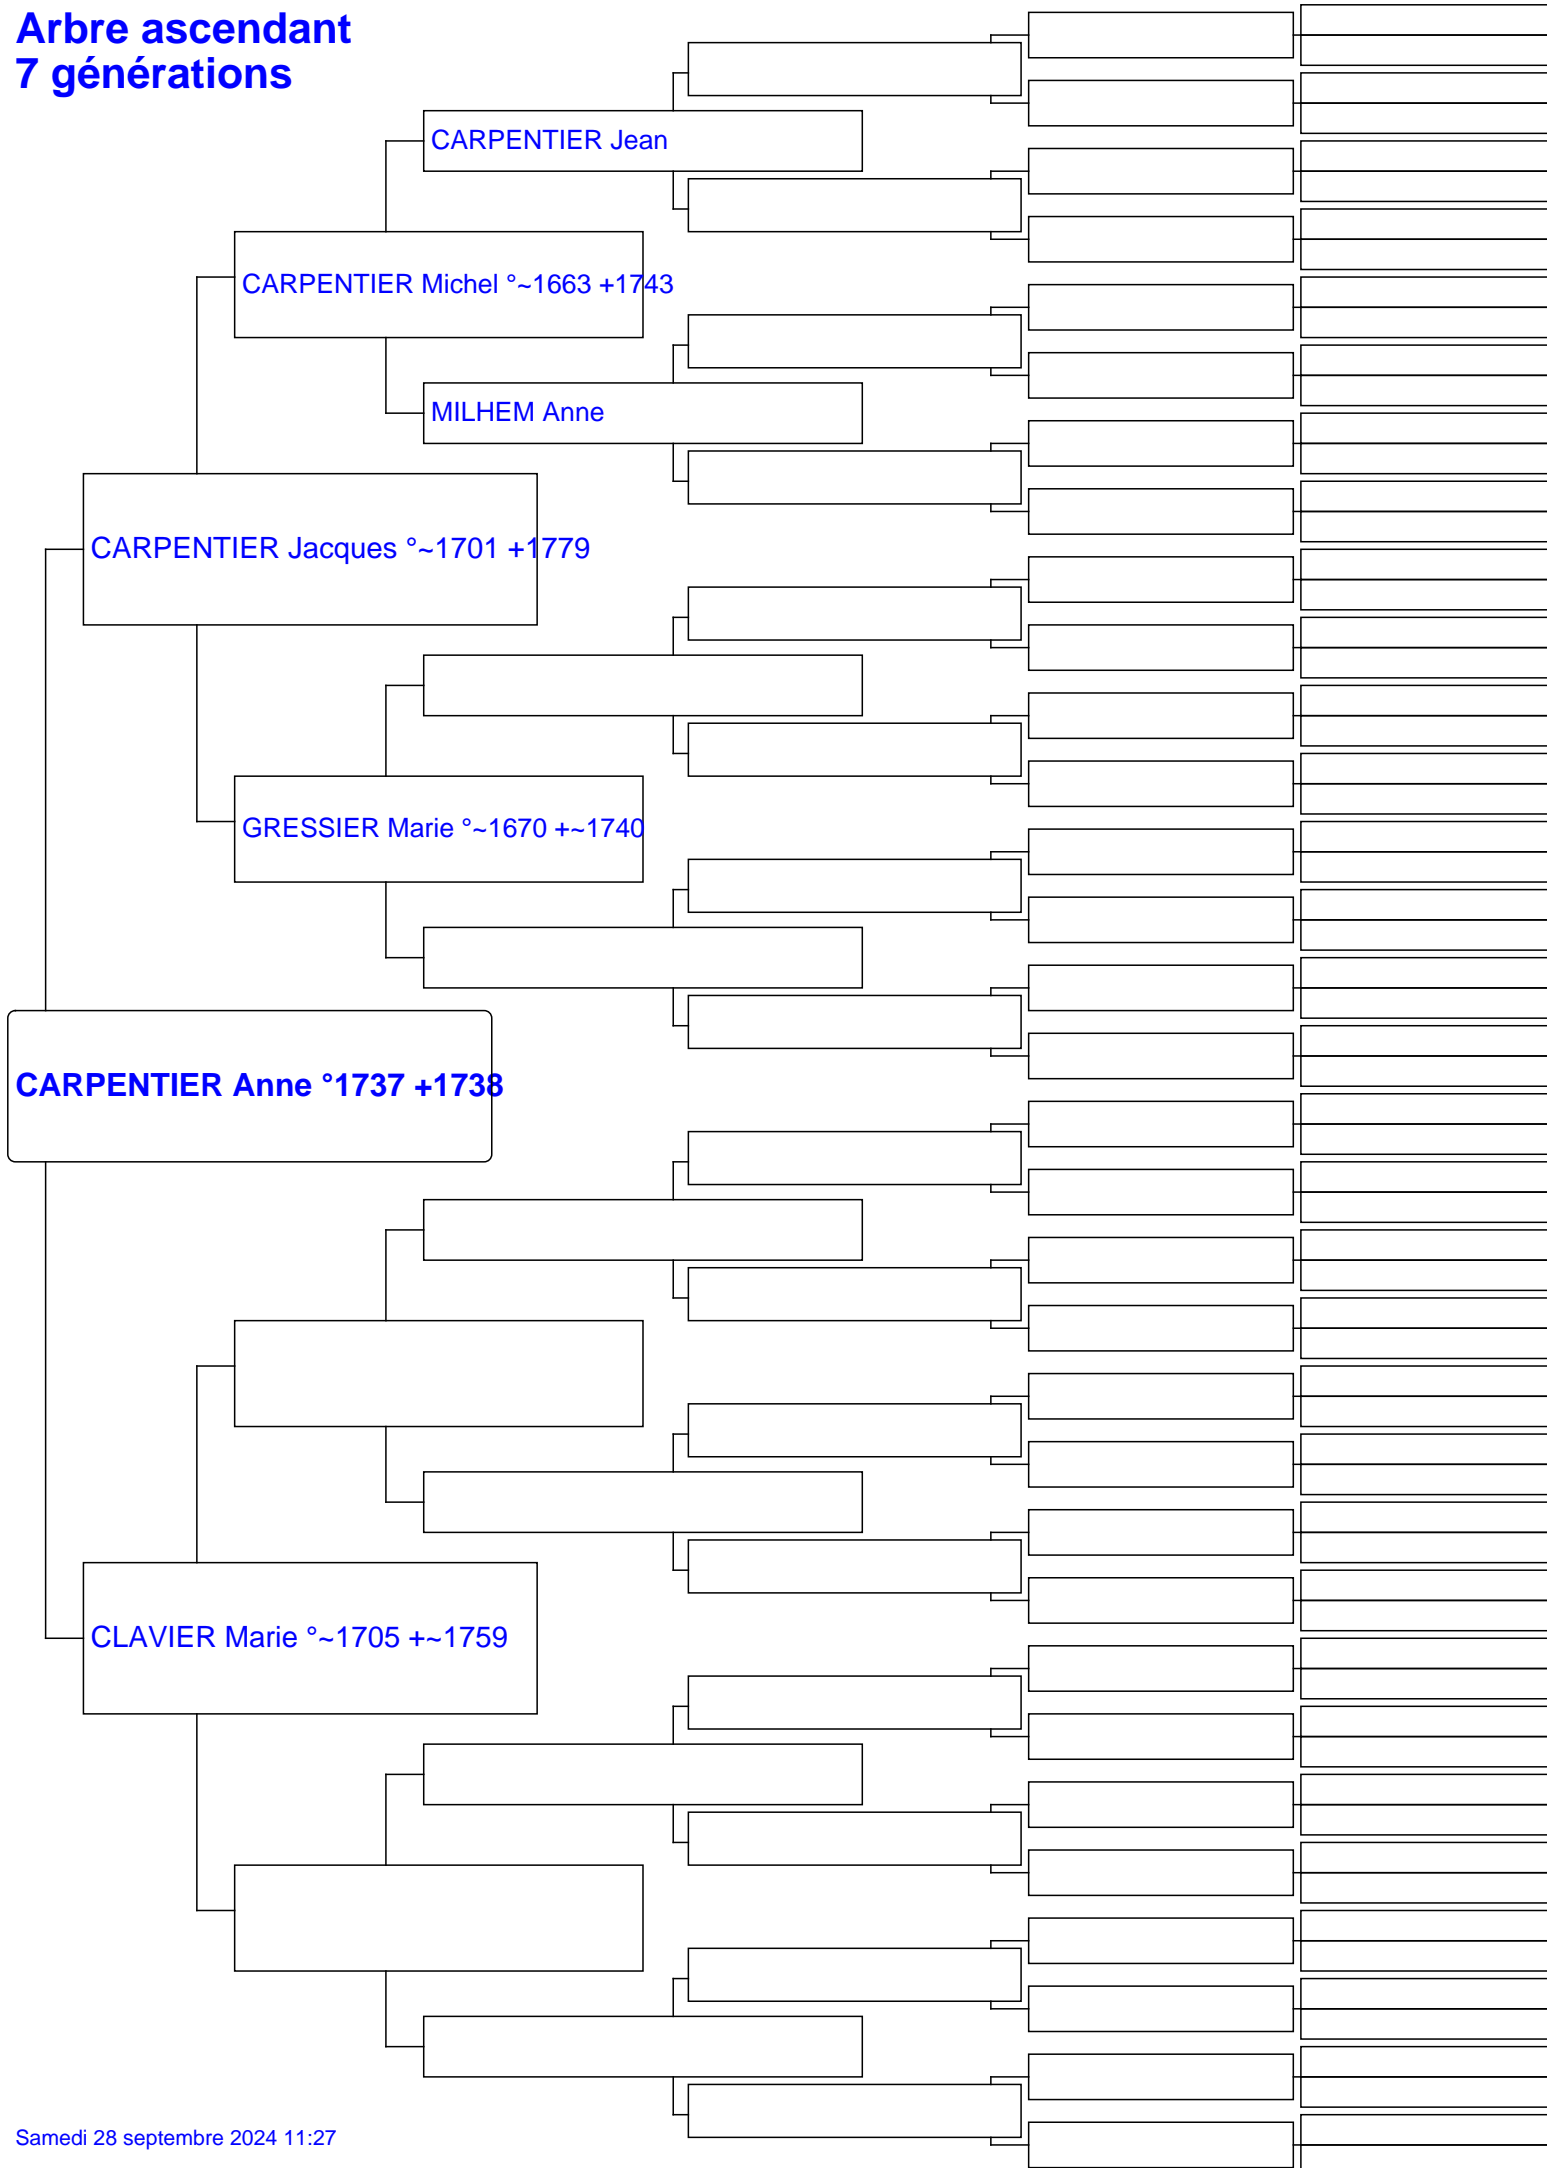 Arbre ascendant
7 générations
CARPENTIER Jean
CARPENTIER Michel °~1663 +1743
MILHEM Anne
CARPENTIER Jacques °~1701 +1779
GRESSIER Marie °~1670 +~1740
CARPENTIER Anne °1737 +1738
CLAVIER Marie °~1705 +~1759
Samedi 28 septembre 2024 11:27